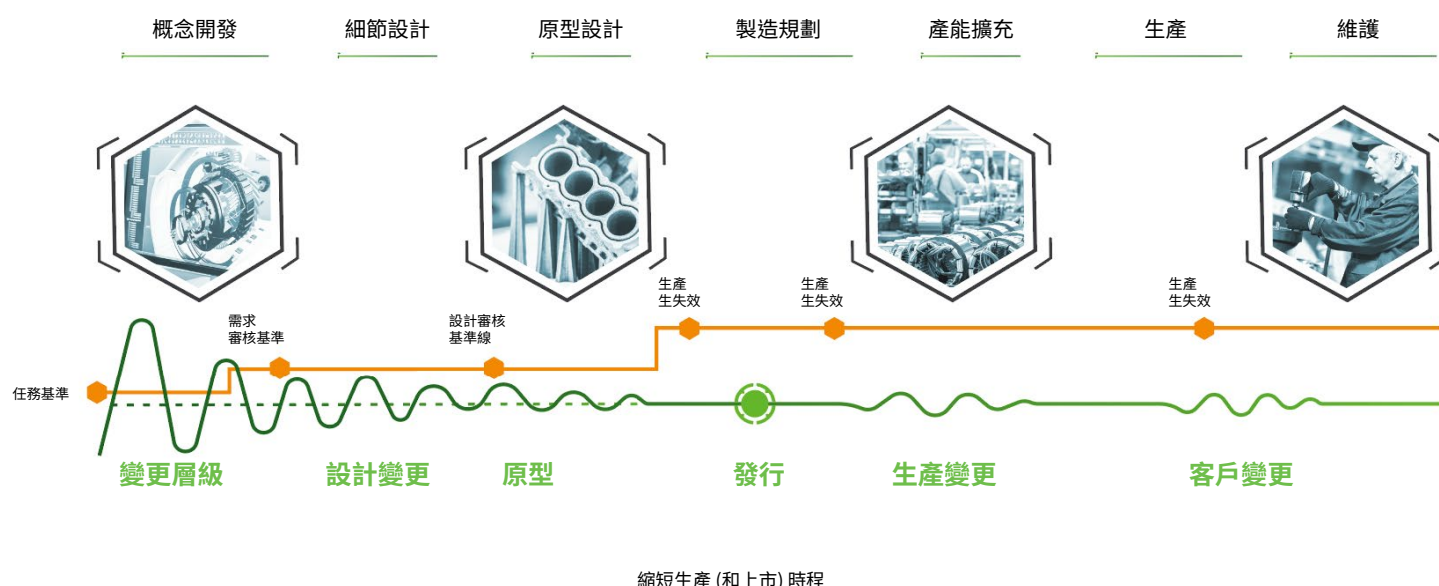 概念開發
細節設計
原型設計
製造規劃
產能擴充
生產
維護
生產
生失效
生產
生失效
生產
生失效
需求
審核基準
設計審核
基準線
任務基準
變更層級
設計變更
原型
發行
生產變更
客戶變更
縮短生產 (和上市) 時程